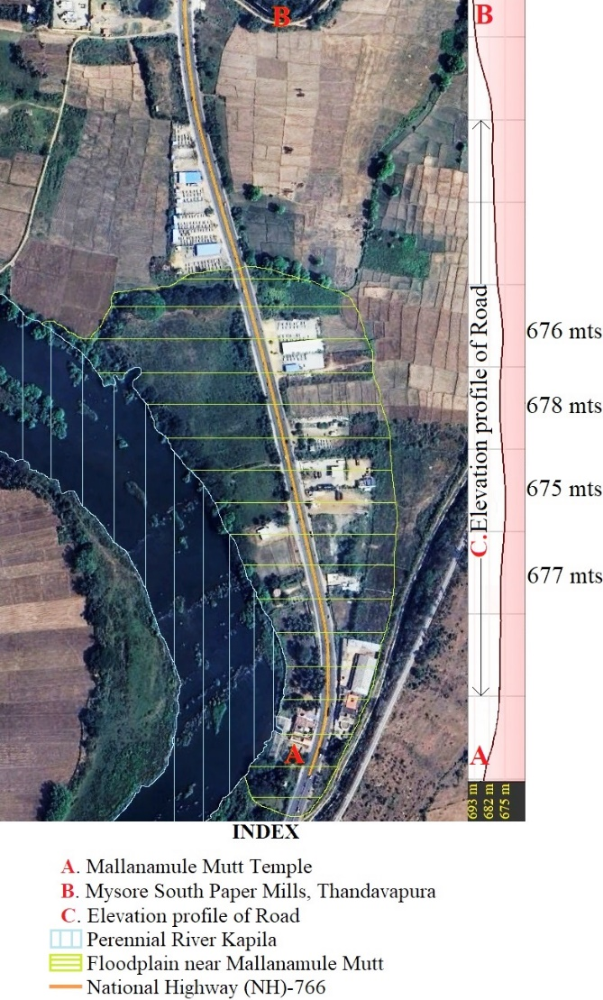 B
B
676 mts
678 mts
C.Elevation profile of Road
675 mts
677 mts
A
A
693 m
682 m
675 m
INDEX
A. Mallanamule Mutt Temple
B. Mysore South Paper Mills, Thandavapura
C. Elevation profile of Road
Perennial River Kapila
Floodplain near Mallanamule Mutt
National Highway (NH)-766